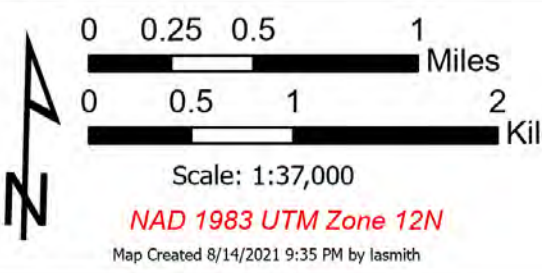 0 0.25 0.5 1
Miles
0 0.5 1 2
Kil
N
Scale: 1:37,000
NAD 1983 UTM Zone 12N
Map Created 8/14/2021 9:35 PM by lasmith